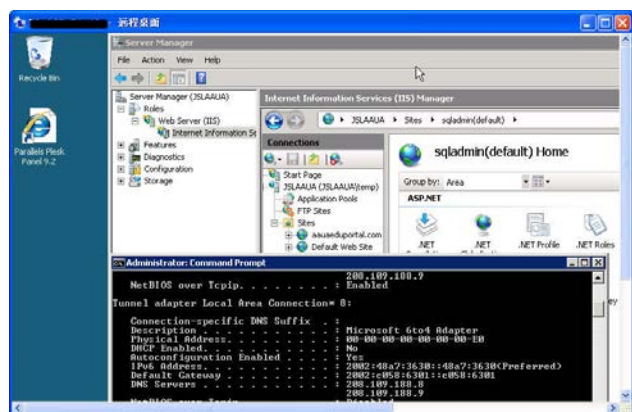 远程桌面
Recycle Bin
Parallels Plesk
Panel 9.2
Server Manager
File Action View Help
Server Manager (JSLAAUA)
Roles
Web Server (IIS)
Internet Information Se
Features
Diagnostics
Configuration
Storage
Internet Information Services (IIS) Manager
JSLAAUA Sites sqladmin(default)
Connections
Start Page
JSLAAUA (JSLAAUA\temp)
Application Pools
FTP Sites
Sites
aauaeduportal.com
Default Web Site
sqladmin(default) Home
Group by: Area
ASP.NET
.NET
.NET
.NET Profile
.NET Roles
Administrator: Command Prompt
208.109.188.9
NetBIOS over Tcpip. . . . . . . . : Enabled
Tunnel adapter Local Area Connection* 8:
Connection-specific DNS Suffix . :
Description . . . . . . . . . . . : Microsoft 6to4 Adapter
Physical Address. . . . . . . . . : 00-00-00-00-00-00-00-E0
DHCP Enabled. . . . . . . . . . . : No
Autoconfiguration Enabled . . . . : Yes
IPv6 Address. . . . . . . . . . . : 2002:48a7:3630::48a7:3630(Preferred)
Default Gateway . . . . . . . . . : 2002:c058:6301::c058:6301
DNS Servers . . . . . . . . . . . : 208.109.188.8
208.109.188.9